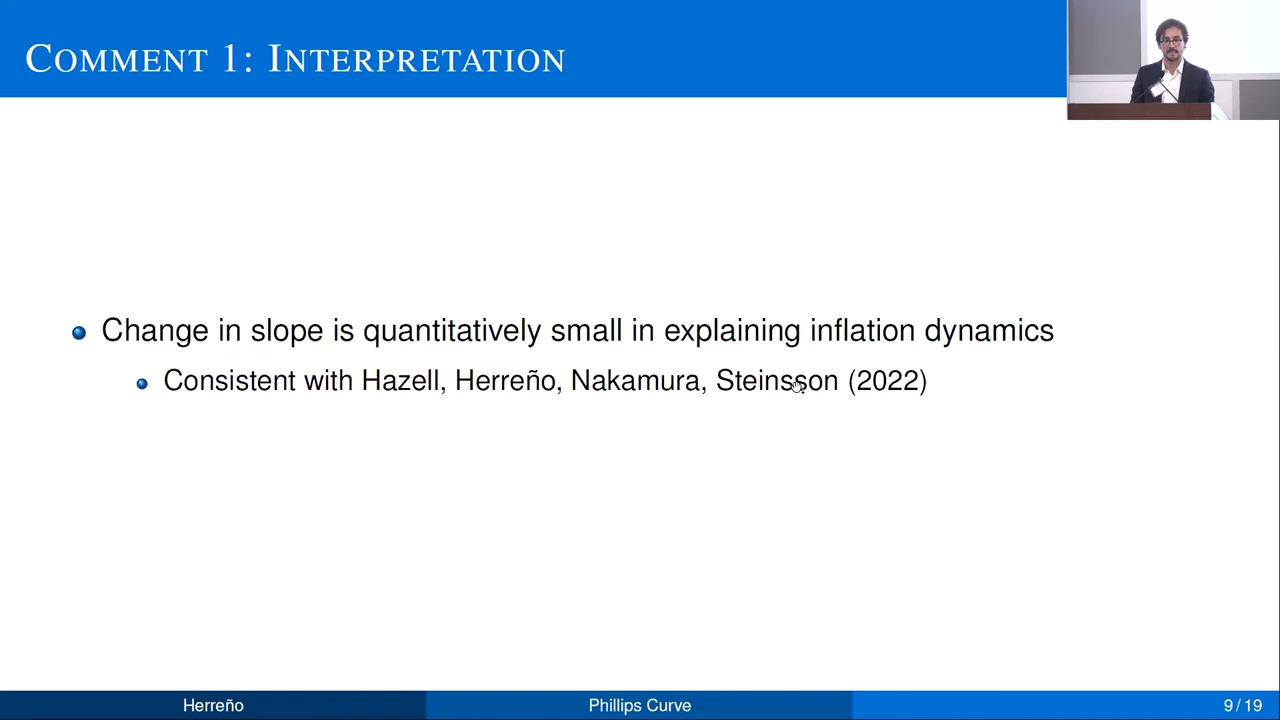 COMMENT 1: INTERPRETATION
Change in slope is quantitatively small in explaining inflation dynamics
Consistent with Hazell, Herreño, Nakamura, Steinsson (2022)
Herreño
Phillips Curve
9 / 19